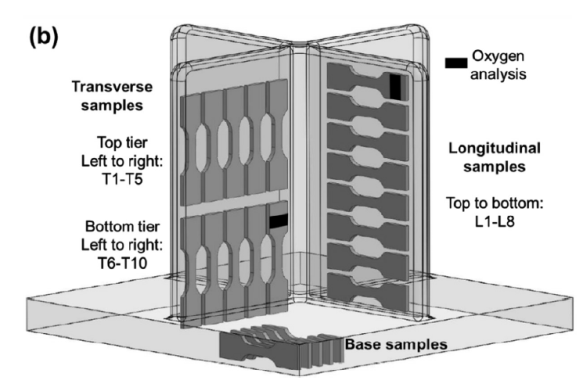 (b)
Transverse
samples
Top tier
Left to right:
T1-T5
Bottom tier
Left to right:
T6-T10
Oxygen
analysis
Longitudinal
samples
Top to bottom:
L1-L8
Base samples